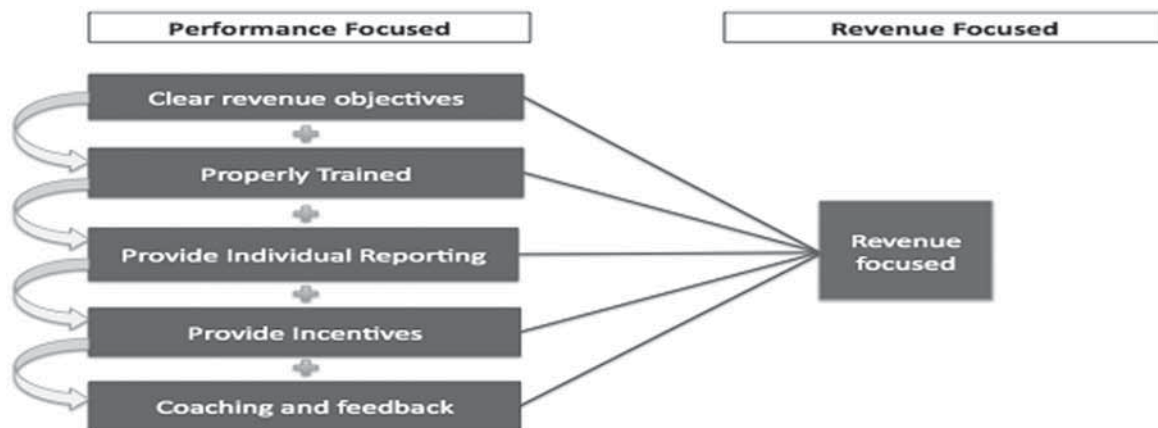 Performance Focused
Revenue Focused
Clear revenue objectives
Properly Trained
Provide Individual Reporting
Provide Incentives
Coaching and feedback
Revenue
focused